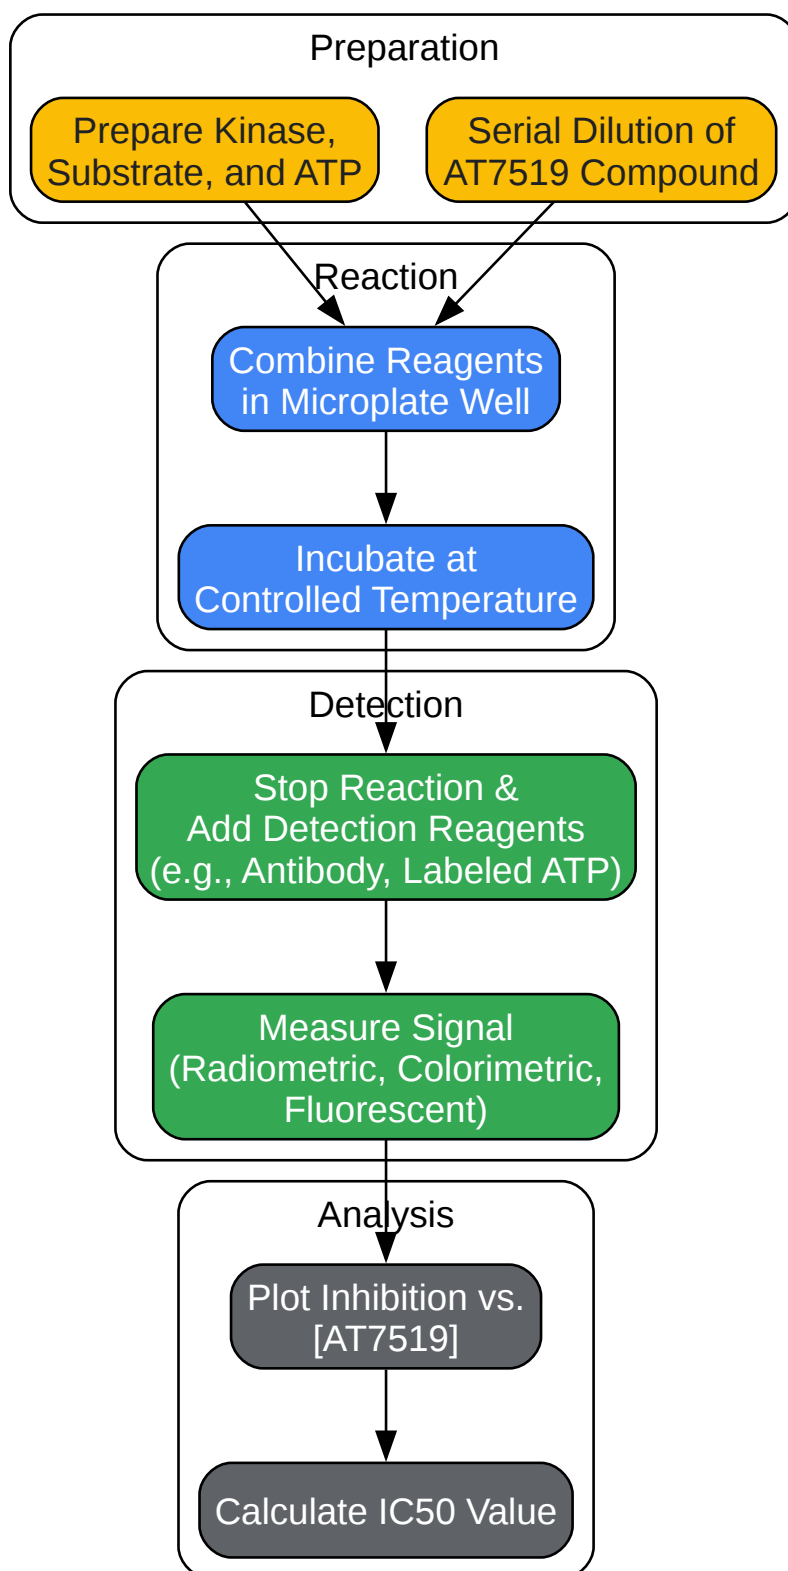 Preparation
Prepare Kinase,
Substrate, and ATP
Serial Dilution of
AT7519 Compound
Reaction
Combine Reagents
in Microplate Well
Incubate at
Controlled Temperature
Detection
Stop Reaction &
Add Detection Reagents
(e.g., Antibody, Labeled ATP)
Measure Signal
(Radiometric, Colorimetric,
Fluorescent)
Analysis
Plot Inhibition vs.
[AT7519]
Calculate IC50 Value